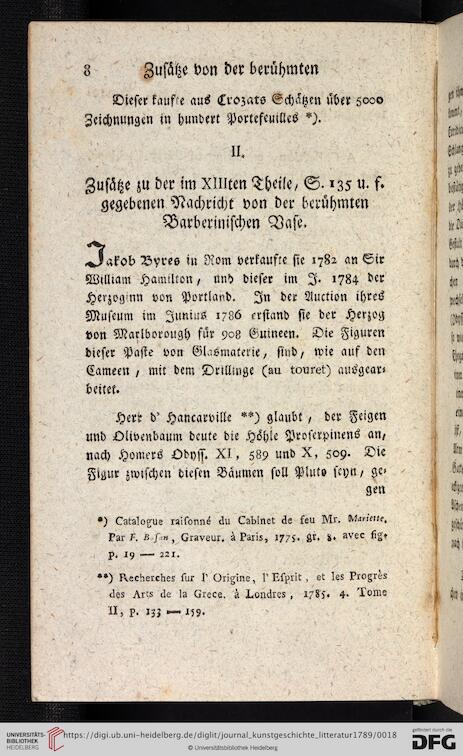 8 Zusätze von der berühmten
Dieser kaufte aus Crozats Schätzen über 5000
Zeichnungen in hundert Portefeuilles *).
II.
Zusätze zu der im XIIIten Theile, S. 135 u. f.
gegebenen Nachricht von der berühmten
Barberinischen Vase.
Jakob Byres in Rom verkaufte sie 1782 an Sir
William Hamilton, und dieser im J. 1784 der
Herzoginn von Portland. In der Auction ihres
Museum im Junius 1786 erstand sie der Herzog
von Marlborough für 908 Guineen. Die Figuren
dieser Paste von Glasmaterie, sind, wie auf den
Cameen, mit dem Drillinge (au touret) ausgear-
beitet.
Herr d' Hancarville **) glaubt, der Feigen
und Olivenbaum deute die Höhle Proserpinens an,
nach Homers Odyss. XI, 589 und X, 509. Die
Figur zwischen diesen Bäumen soll Pluto seyn, ge-
gen
*) Catalogue raisonné du Cabinet de feu Mr. Mariette.
Par F. Basan, Graveur. à Paris, 1775. gr. 8. avec fig.
p. 19 — 221.
**) Recherches sur l' Origine, l' Esprit, et les Progrès
des Arts de la Grece. à Londres, 1785. 4. Tome
II, p. 133 — 159.
UNIVERSITÄTS-
BIBLIOTHEK
HEIDELBERG
https://digi.ub.uni-heidelberg.de/diglit/journal_kunstgeschichte_litteratur1789/0018
© Universitätsbibliothek Heidelberg
gefördert durch die
DFG